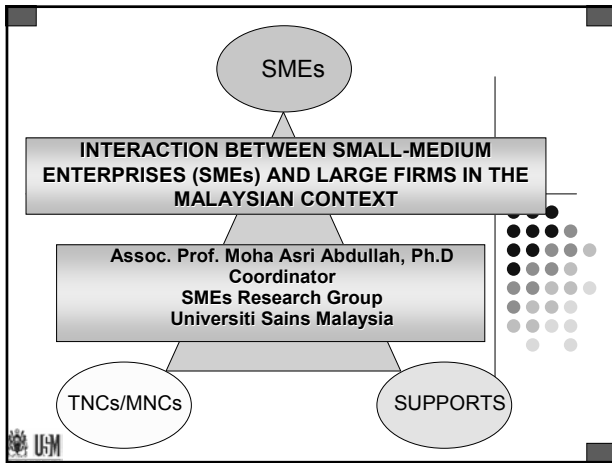 SMEs
INTERACTION BETWEEN SMALL-MEDIUM
ENTERPRISES (SMEs) AND LARGE FIRMS IN THE
MALAYSIAN CONTEXT
Assoc. Prof. Moha Asri Abdullah, Ph.D
Coordinator
SMEs Research Group
Universiti Sains Malaysia
TNCs/MNCs
SUPPORTS
USM